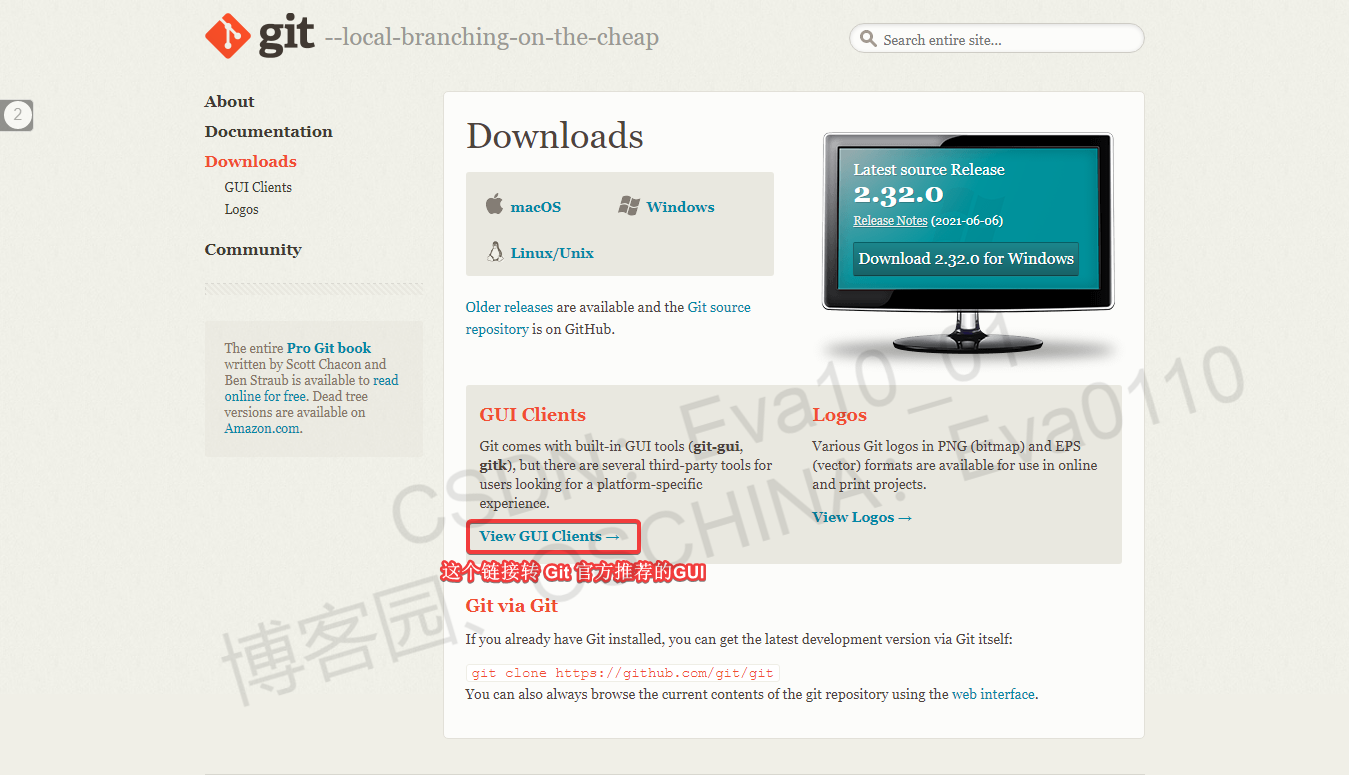 git --local-branching-on-the-cheap
Search entire site...
2
About
Documentation
Downloads
GUI Clients
Logos
Community
The entire Pro Git book
written by Scott Chacon and
Ben Straub is available to read
online for free. Dead tree
versions are available on
Amazon.com.
Downloads
macOS
Windows
Linux/Unix
Older releases are available and the Git source
repository is on GitHub.
Latest source Release
2.32.0
Release Notes (2021-06-06)
Download 2.32.0 for Windows
GUI Clients
Git comes with built-in GUI tools (git-gui,
gitk), but there are several third-party tools for
users looking for a platform-specific
experience.
View GUI Clients →
这个链接转 Git 官方推荐的GUI
Logos
Various Git logos in PNG (bitmap) and EPS
(vector) formats are available for use in online
and print projects.
View Logos →
Git via Git
If you already have Git installed, you can get the latest development version via Git itself:
git clone https://github.com/git/git
You can also always browse the current contents of the git repository using the web interface.
CSDN：Eva10_01
博客园、OSCHINA：Eva0110